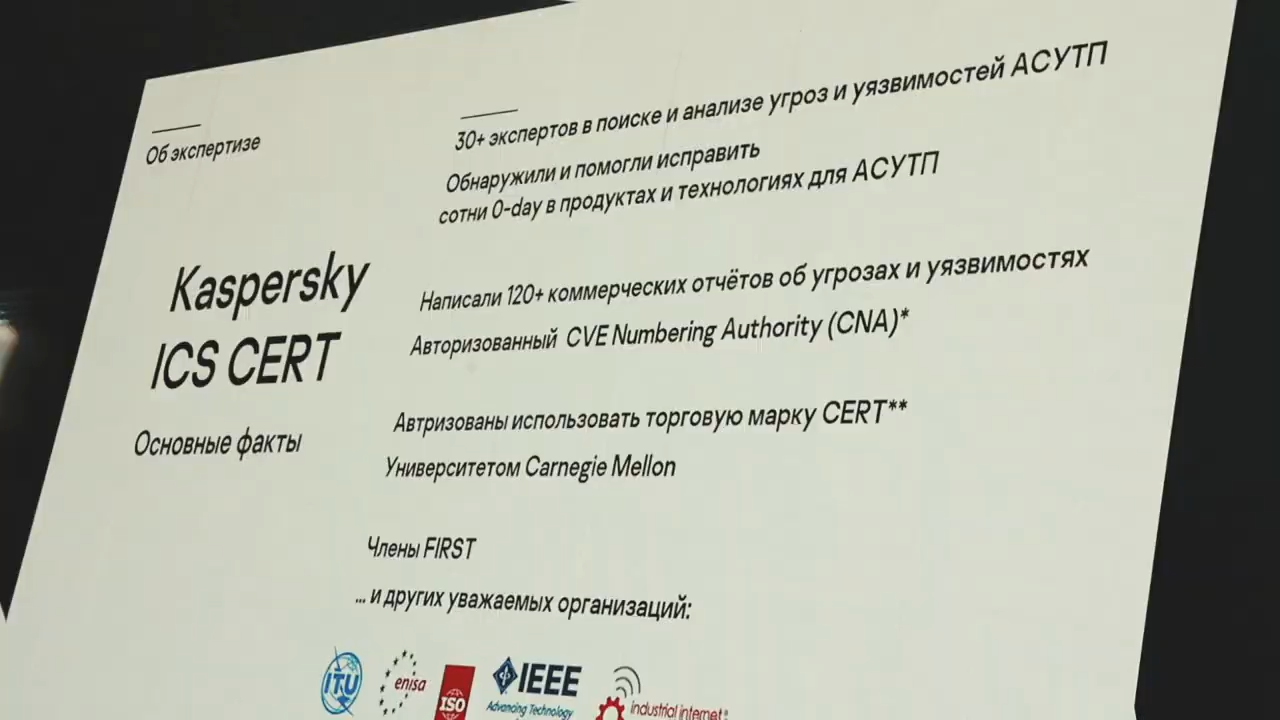 Об экспертизе
Kaspersky
ICS CERT
Основные факты
30+ экспертов в поиске и анализе угроз и уязвимостей АСУТП
Обнаружили и помогли исправить
сотни 0-day в продуктах и технологиях для АСУТП
Написали 120+ коммерческих отчётов об угрозах и уязвимостях
Авторизованный CVE Numbering Authority (CNA)*
Автризованы использовать торговую марку CERT**
Университетом Carnegie Mellon
Члены FIRST
... и других уважаемых организаций:
ITU
enisa
ISO
IEEE
Advancing Technology
industrial internet